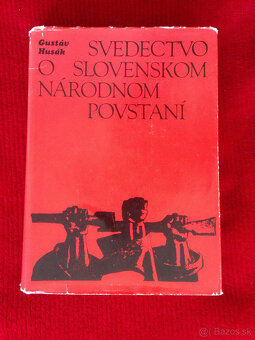 Gustáv
Husák
SVEDECTVO
O SLOVENSKOM
NÁRODNOM
POVSTANÍ
Bazos.sk